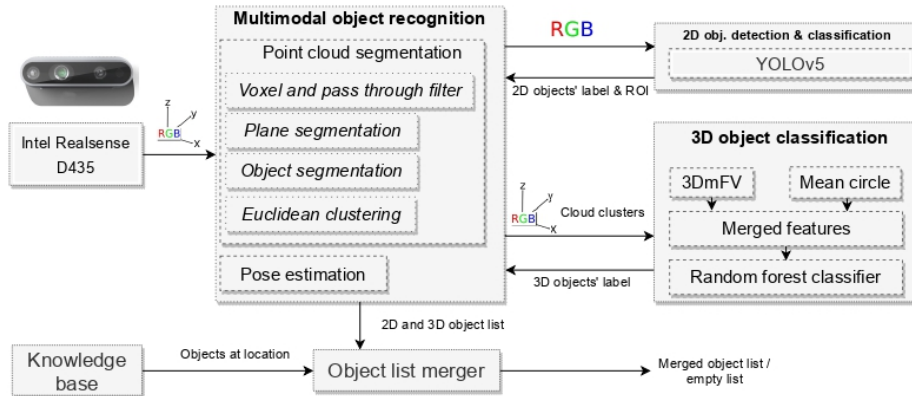 Multimodal object recognition
Point cloud segmentation
Voxel and pass through filter
Plane segmentation
Object segmentation
Euclidean clustering
Pose estimation
Intel Realsense
D435
z
y
RGB
x
RGB
2D objects' label & ROI
2D obj. detection & classification
YOLOv5
3D object classification
3DmFV
Mean circle
Merged features
Random forest classifier
z
y
RGB
x
Cloud clusters
3D objects' label
2D and 3D object list
Knowledge
base
Objects at location
Object list merger
Merged object list /
empty list